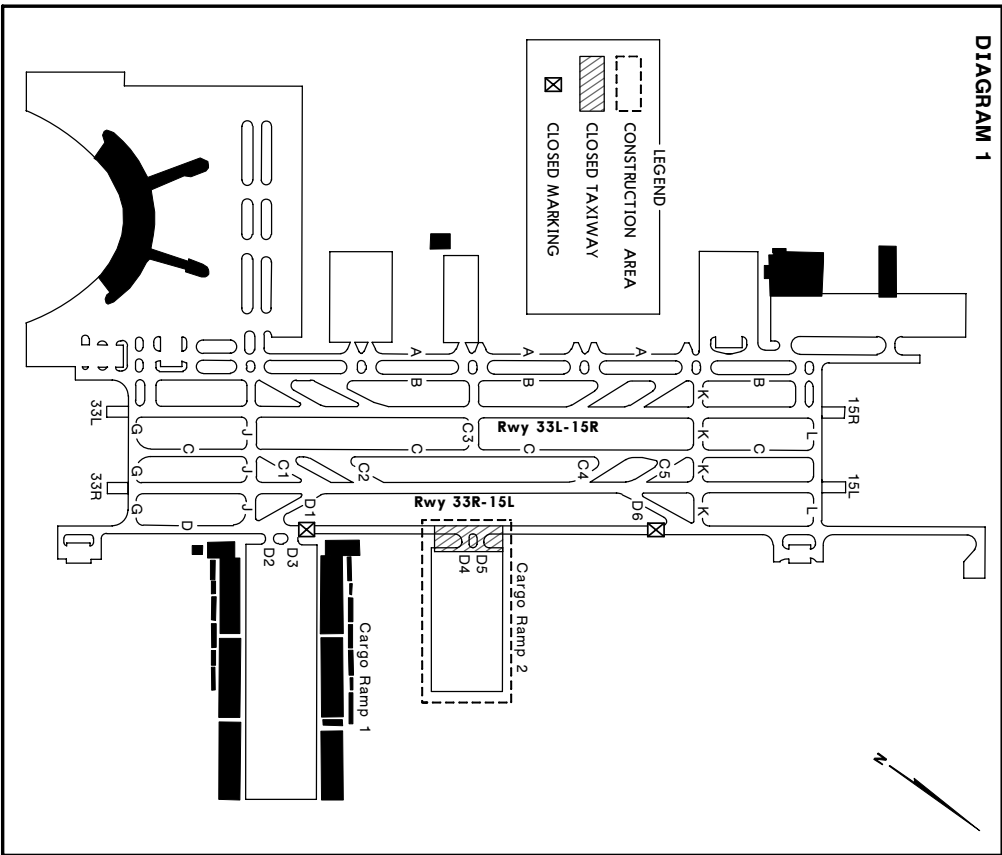 DIAGRAM 1
LEGEND
CONSTRUCTION AREA
CLOSED TAXIWAY
CLOSED MARKING
A
A
A
B
B
B
B
33L
15R
G
J
C3
K
K
L
Rwy 33L-15R
C
C
C
C
G
J
C1
C2
C4
C5
K
K
33R
15L
Rwy 33R-15L
G
J
D1
D6
K
L
D
D2
D3
D4
D5
Cargo Ramp 1
Cargo Ramp 2
N